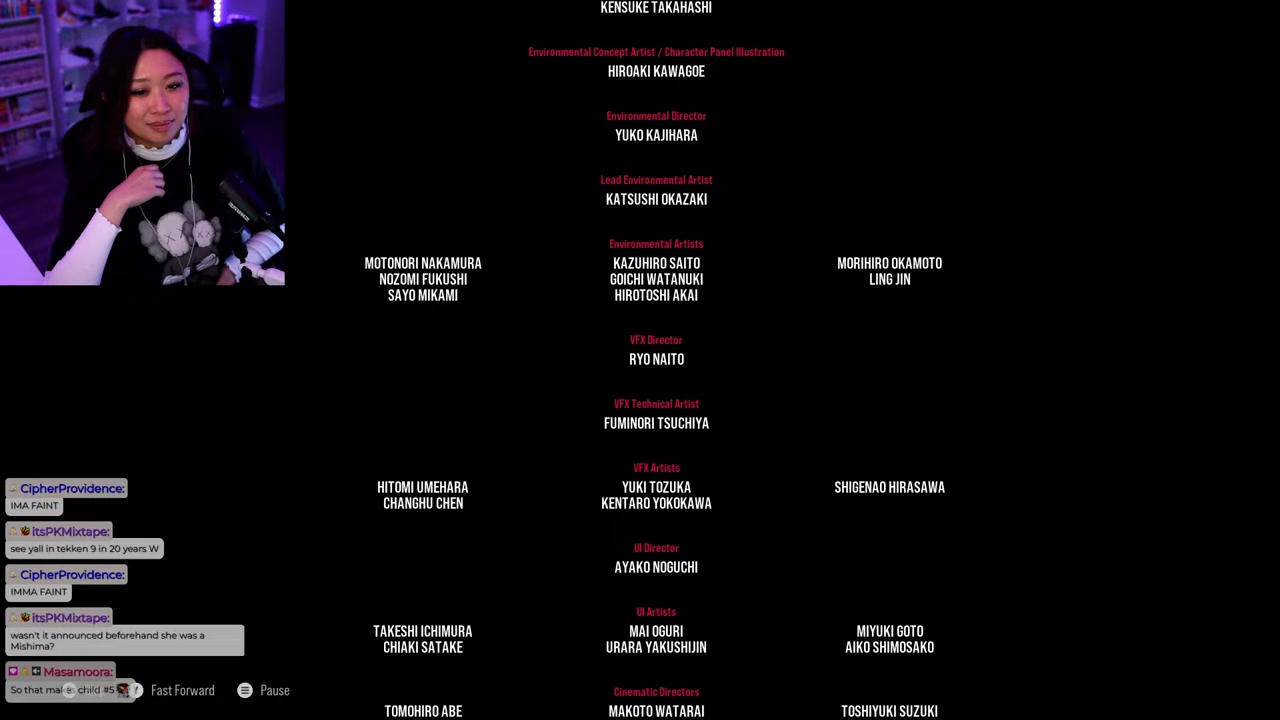 KENSUKE TAKAHASHI
Environmental Concept Artist / Character Panel Illustration
HIROAKI KAWAGOE
Environmental Director
YUKO KAJIHARA
Lead Environmental Artist
KATSUSHI OKAZAKI
Environmental Artists
MOTONORI NAKAMURA KAZUHIRO SAITO MORIHIRO OKAMOTO
NOZOMI FUKUSHI GOICHI WATANUKI LING JIN
SAYO MIKAMI HIROTOSHI AKAI
VFX Director
RYO NAITO
VFX Technical Artist
FUMINORI TSUCHIYA
VFX Artists
HITOMI UMEHARA YUKI TOZUKA SHIGENAO HIRASAWA
CHANGHU CHEN KENTARO YOKOKAWA
UI Director
AYAKO NOGUCHI
UI Artists
TAKESHI ICHIMURA MAI OGURI MIYUKI GOTO
CHIAKI SATAKE URARA YAKUSHIJIN AIKO SHIMOSAKO
Cinematic Directors
TOMOHIRO ABE MAKOTO WATARAI TOSHIYUKI SUZUKI
CipherProvidence:
IMA FAINT
itsPKMixtape:
see yall in tekken 9 in 20 years W
CipherProvidence:
IMMA FAINT
itsPKMixtape:
wasn't it announced beforehand she was a
Mishima?
Masamoora:
So that makes child #5
Fast Forward Pause